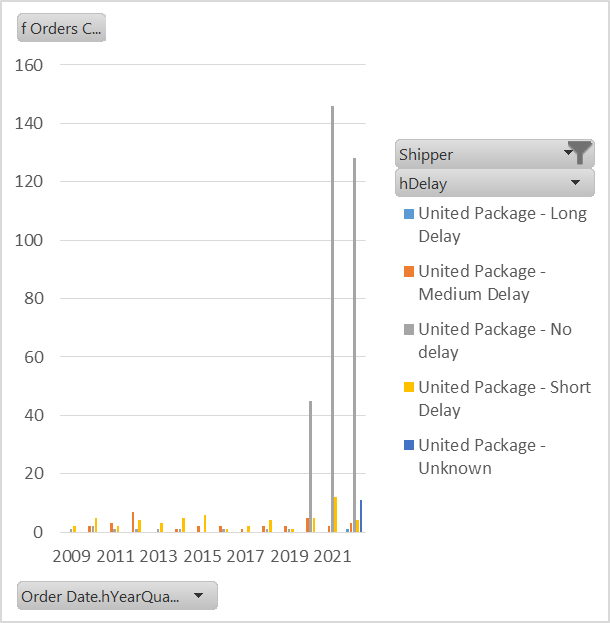 f Orders C...
160
140
120
100
80
60
40
20
0
2009 2011 2013 2015 2017 2019 2021
Order Date.hYearQua...
Shipper
hDelay
United Package - Long
Delay
United Package -
Medium Delay
United Package - No
delay
United Package - Short
Delay
United Package -
Unknown